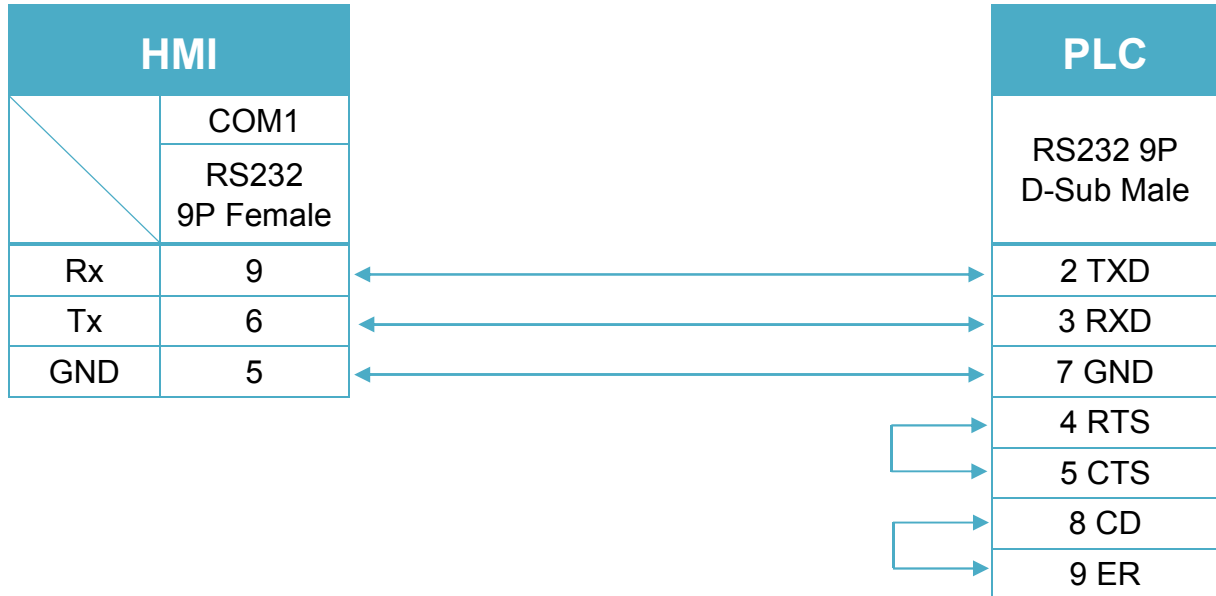 HMI
PLC
COM1
RS232
9P Female
RS232 9P
D-Sub Male
Rx 9 2 TXD
Tx 6 3 RXD
GND 5 7 GND
4 RTS
5 CTS
8 CD
9 ER